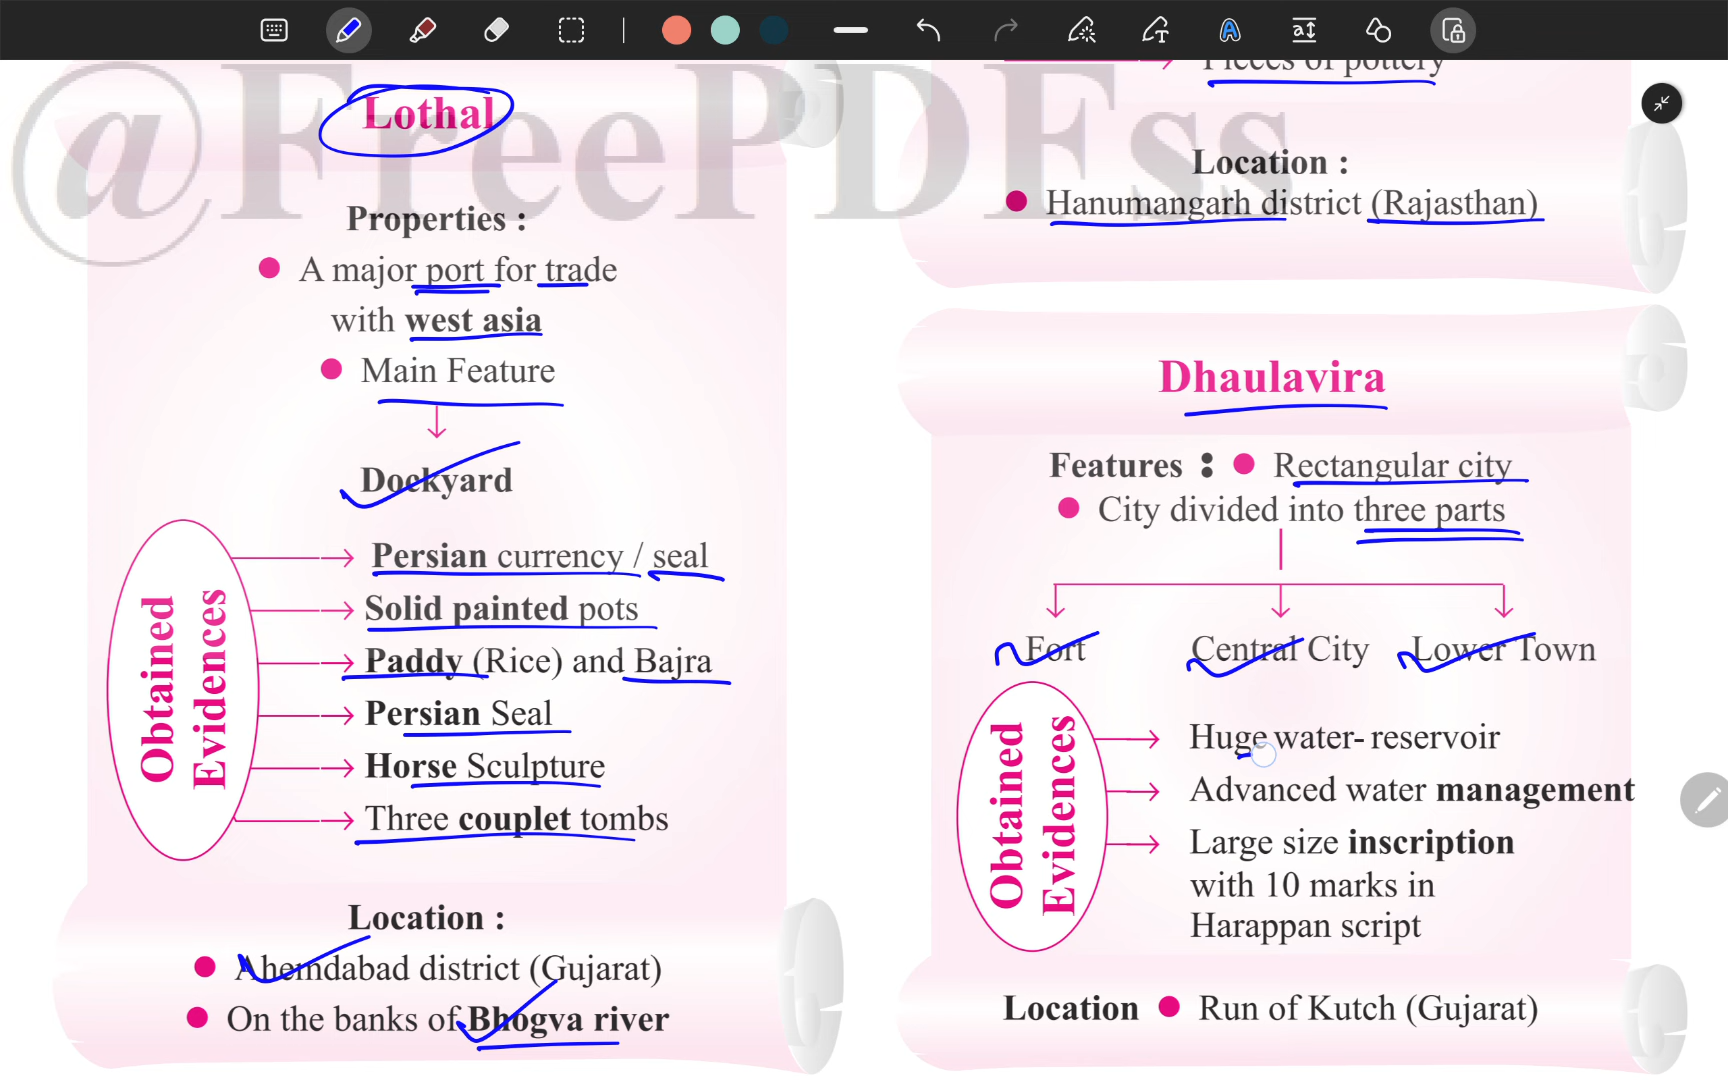 @FreePDFss
Lothal
Properties :
A major port for trade
with west asia
Main Feature
Dockyard
Obtained
Evidences
Persian currency / seal
Solid painted pots
Paddy (Rice) and Bajra
Persian Seal
Horse Sculpture
Three couplet tombs
Location :
Ahemdabad district (Gujarat)
On the banks of Bhogva river
Pieces of pottery
Location :
Hanumangarh district (Rajasthan)
Dhaulavira
Features : Rectangular city
City divided into three parts
Fort Central City Lower Town
Obtained
Evidences
Huge water- reservoir
Advanced water management
Large size inscription
with 10 marks in
Harappan script
Location Run of Kutch (Gujarat)